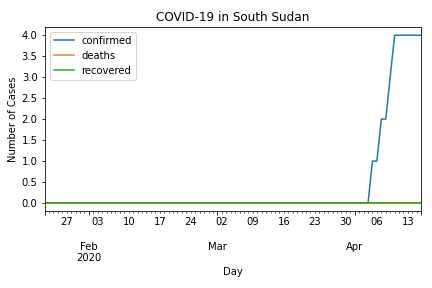 COVID-19 in South Sudan
confirmed
deaths
recovered
Number of Cases
4.0
3.5
3.0
2.5
2.0
1.5
1.0
0.5
0.0
27 03 10 17 24 02 09 16 23 30 06 13
Feb Mar Apr
2020
Day